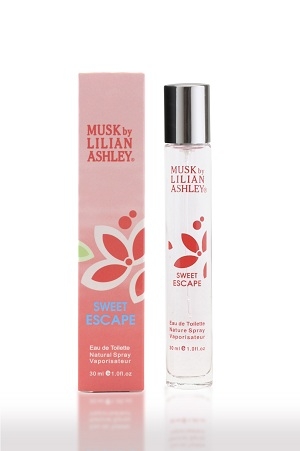 MUSK by
LILIAN
ASHLEY®
SWEET
ESCAPE
Eau de Toilette
Natural Spray
Vaporisateur
30 ml e 1.0fl.oz
MUSK by
LILIAN
ASHLEY®
SWEET
ESCAPE
Eau de Toilette
Nature Spray
Vaporisateur
30 ml e 1.0fl.oz